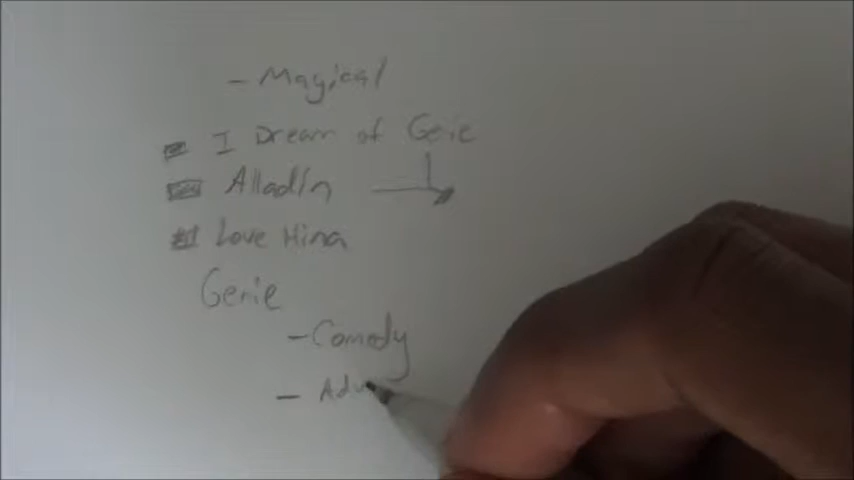 - Magical
I Dream of Genie
Alladin
Love Hina
Genie
- Comedy
- Adv